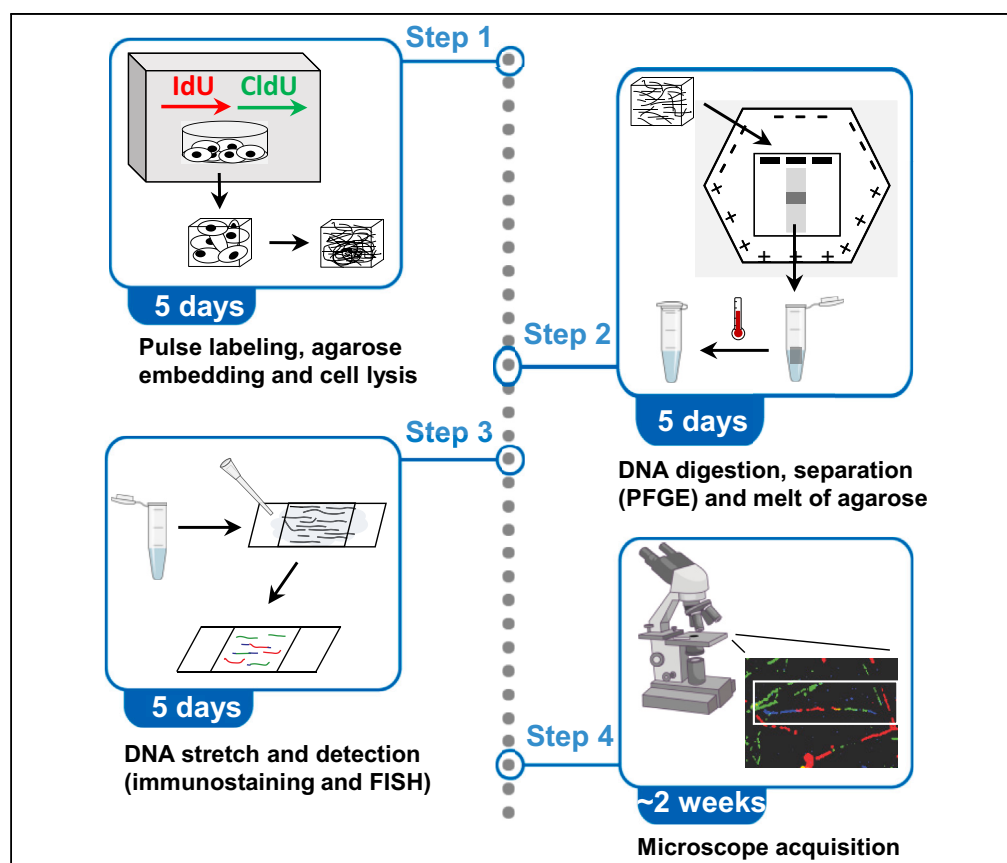 Step 1
IdU CldU
5 days
Pulse labeling, agarose
embedding and cell lysis
Step 2
5 days
DNA digestion, separation
(PFGE) and melt of agarose
Step 3
5 days
DNA stretch and detection
(immunostaining and FISH)
Step 4
~2 weeks
Microscope acquisition